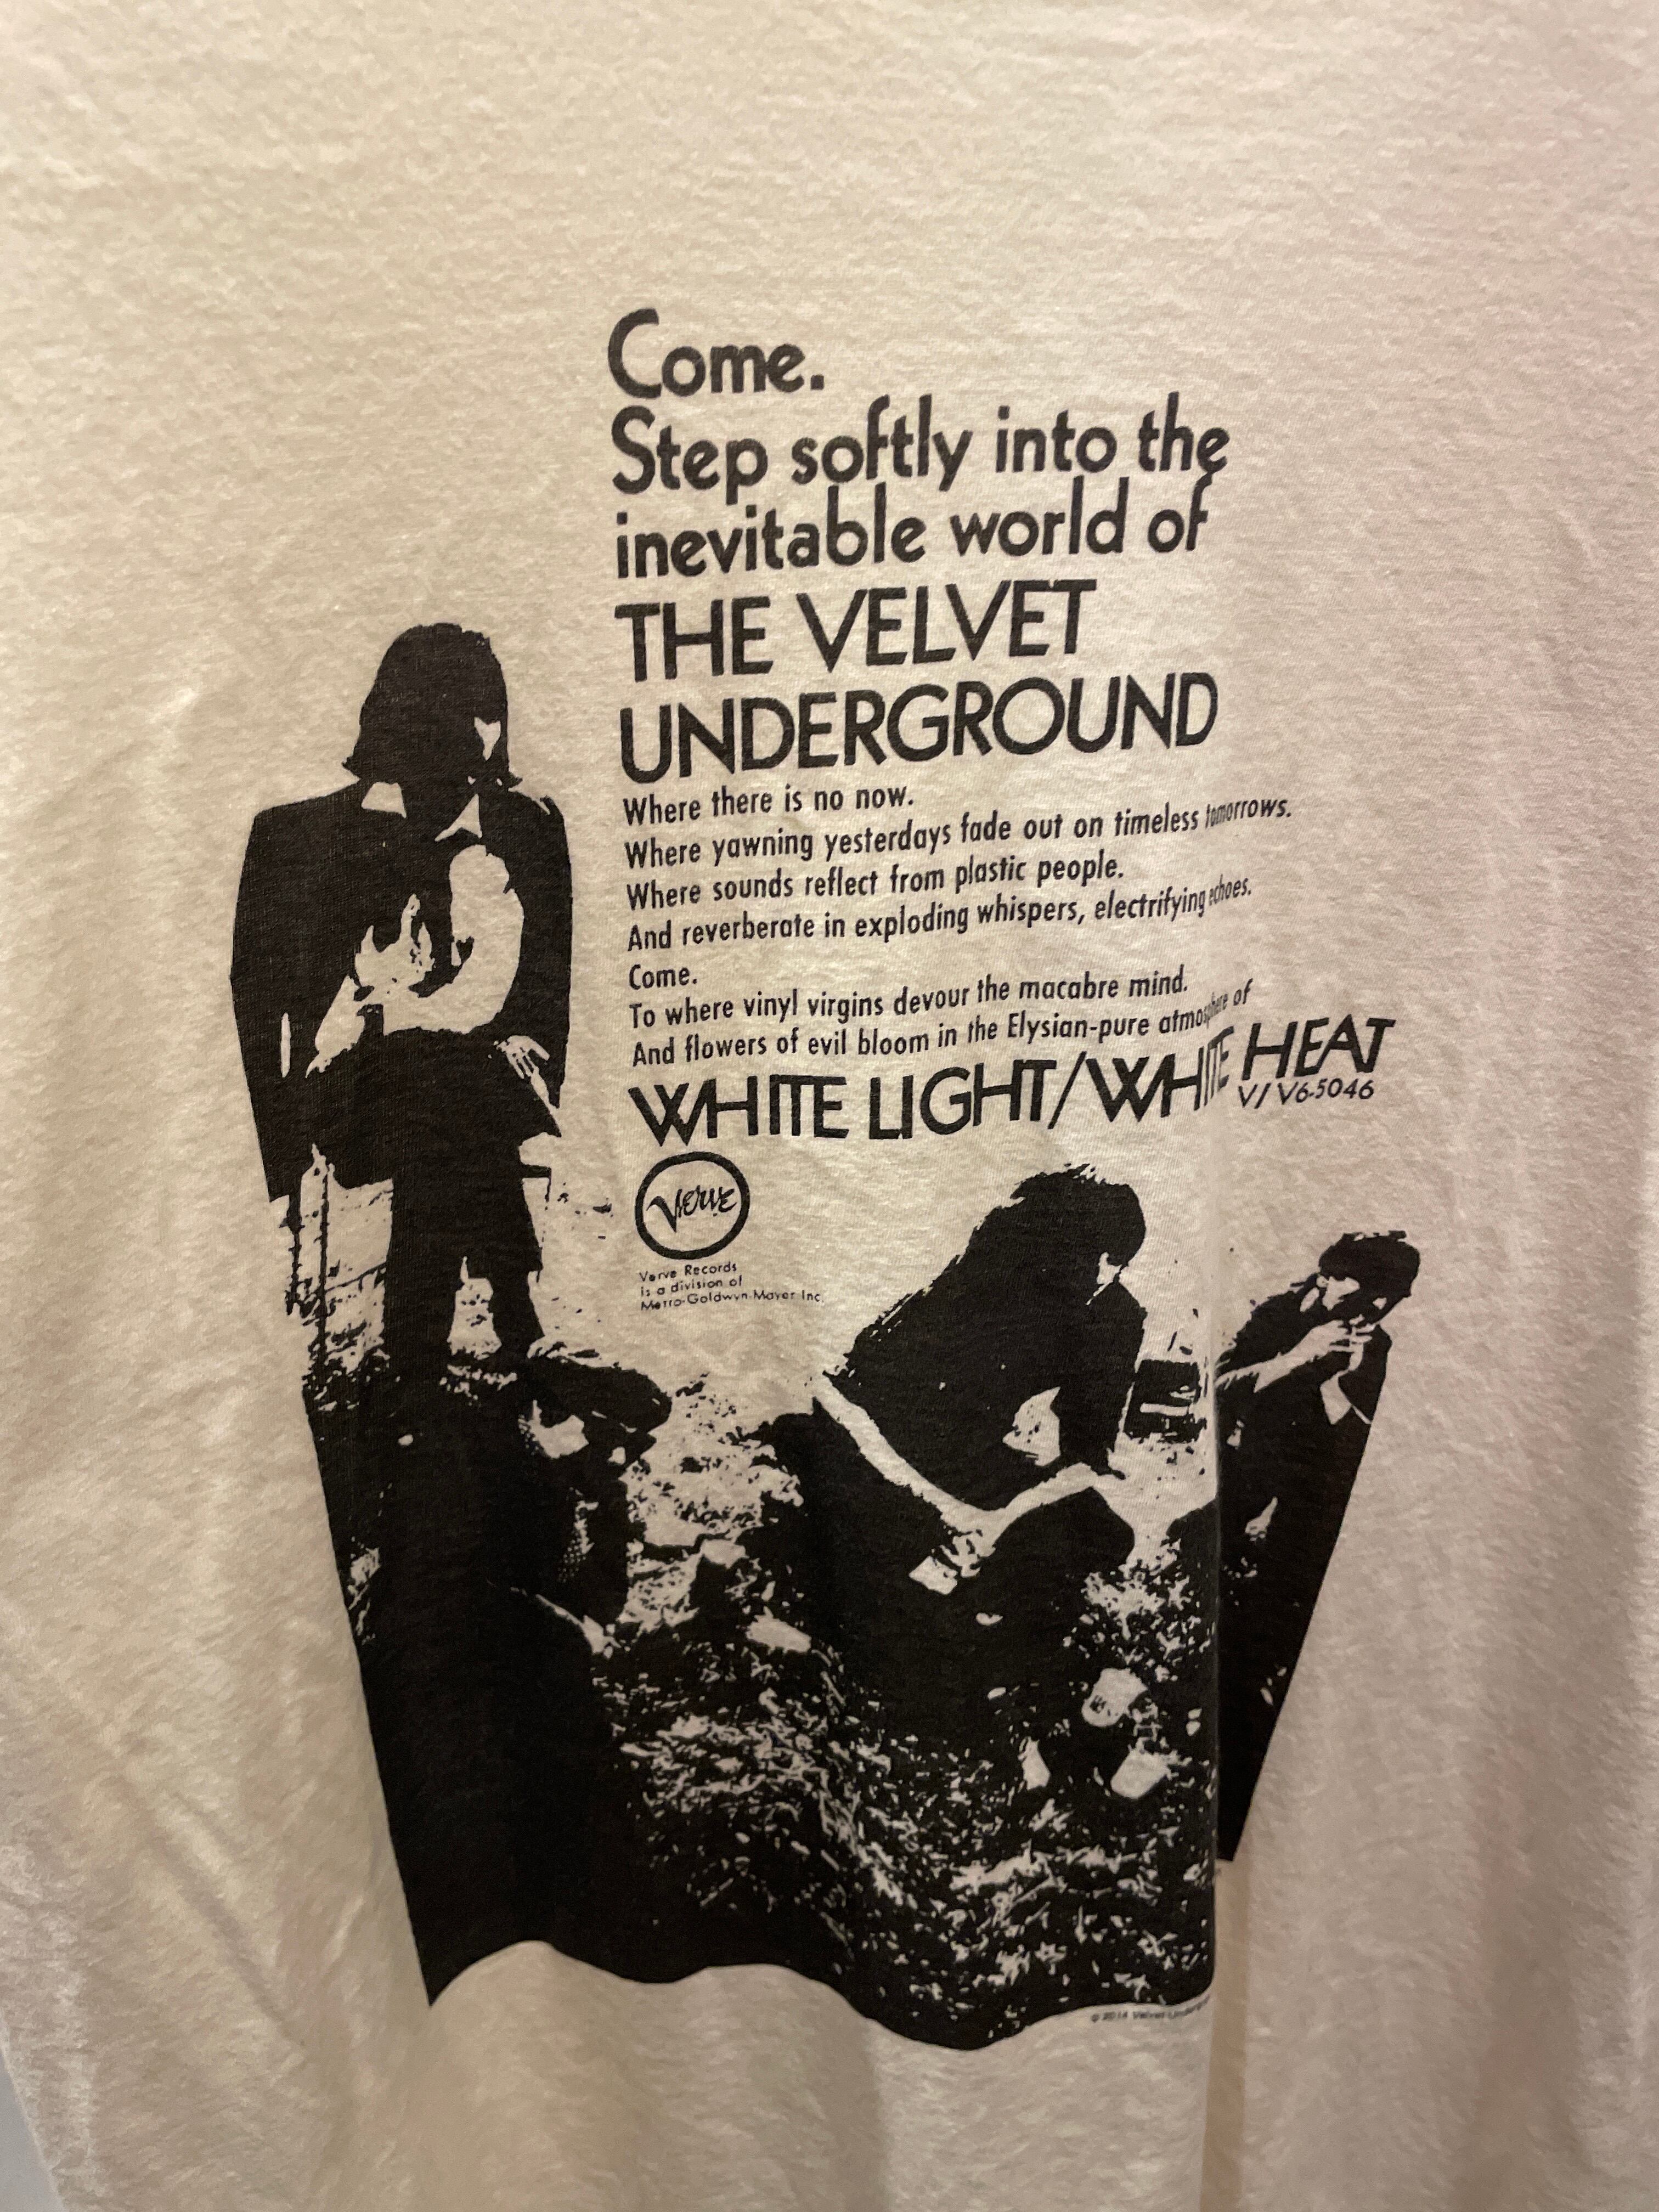 Come.
Step softly into the
inevitable world of
THE VELVET
UNDERGROUND
Where there is no now.
Where yawning yesterdays fade out on timeless tomorrows.
Where sounds reflect from plastic people.
And reverberate in exploding whispers, electrifying echoes.
Come.
To where vinyl virgins devour the macabre mind.
And flowers of evil bloom in the Elysian-pure atmosphere of
WHITE LIGHT/WHITE HEAT
V/V6-5046
Verve
Verve Records
is a division of
Metro-Goldwyn-Mayer Inc.
© 2014 Velvet